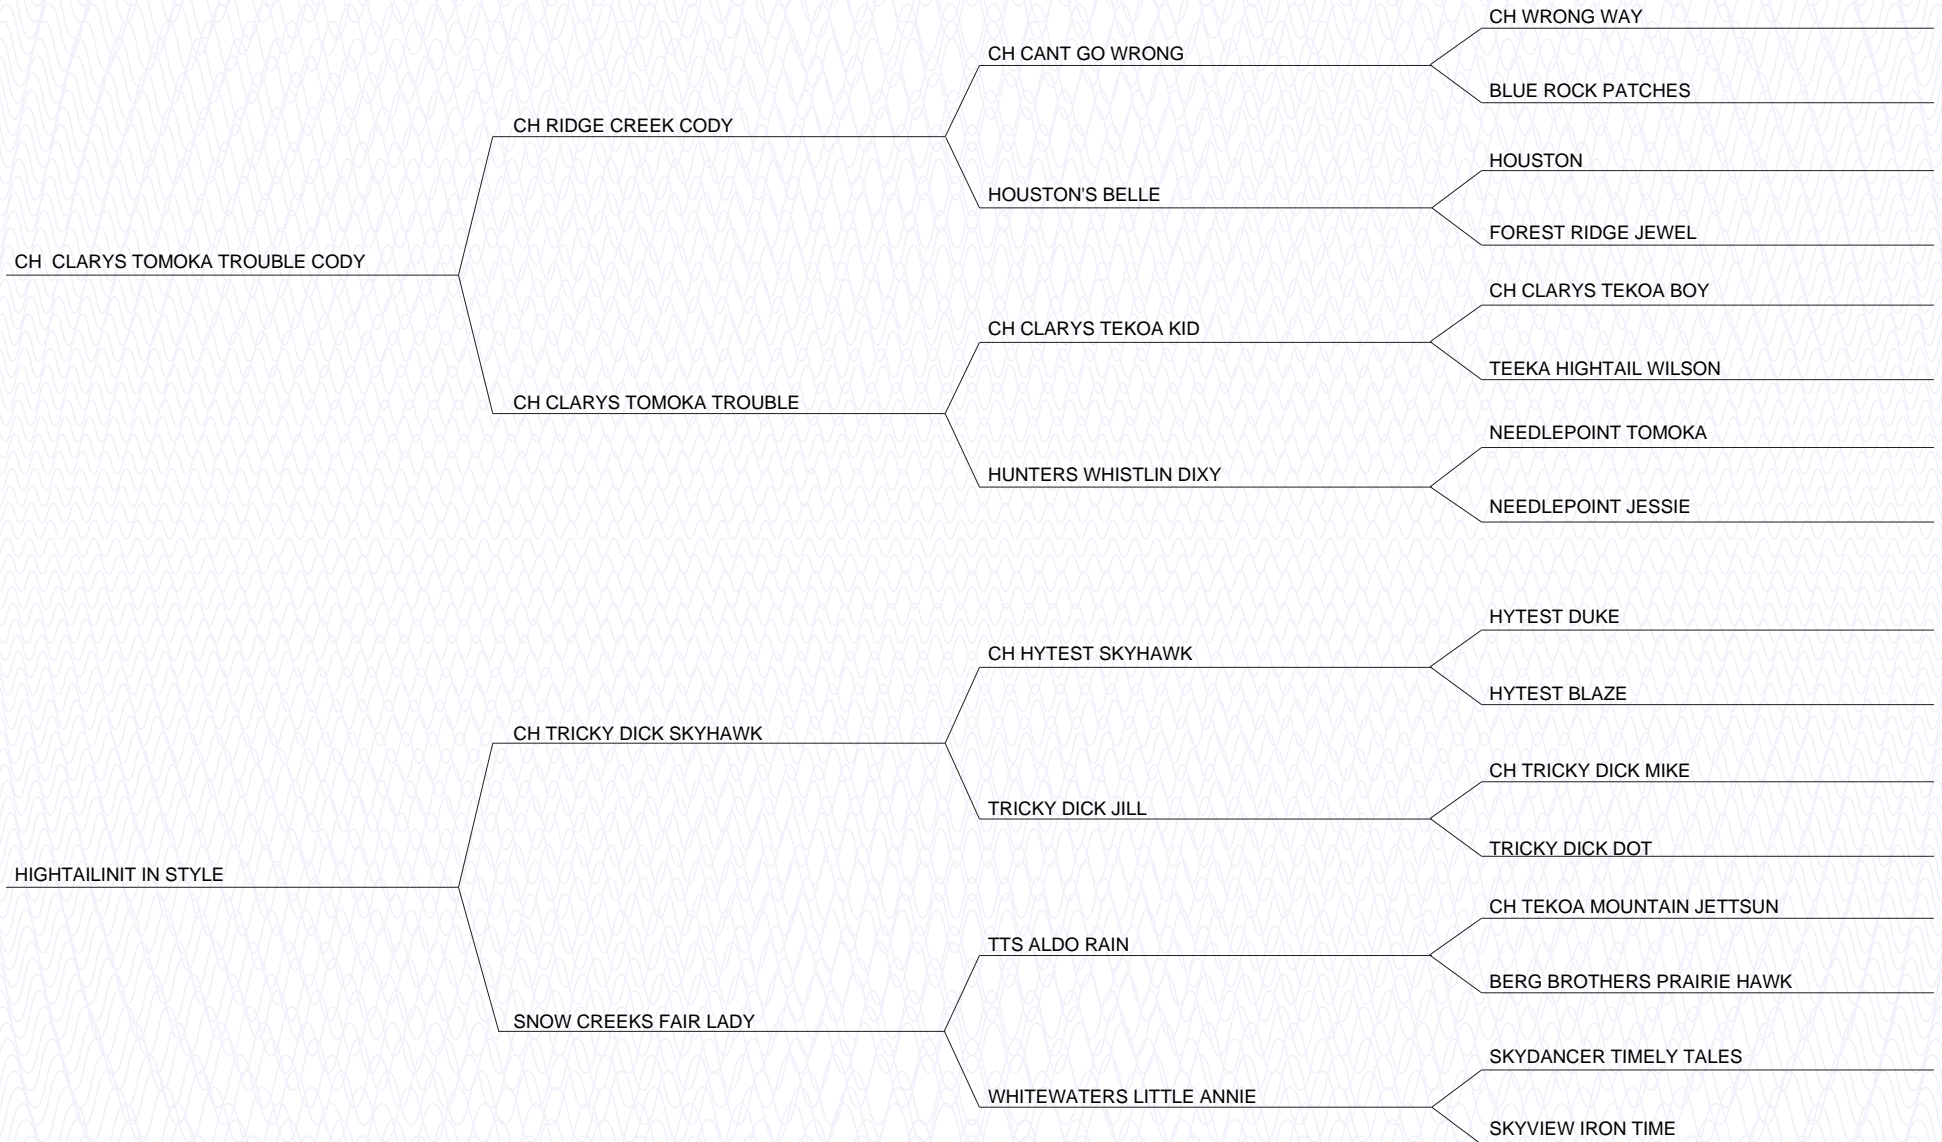 CH WRONG WAY
CH CANT GO WRONG
BLUE ROCK PATCHES
CH RIDGE CREEK CODY
HOUSTON
HOUSTON'S BELLE
FOREST RIDGE JEWEL
CH  CLARYS TOMOKA TROUBLE CODY
CH CLARYS TEKOA BOY
CH CLARYS TEKOA KID
TEEKA HIGHTAIL WILSON
CH CLARYS TOMOKA TROUBLE
NEEDLEPOINT TOMOKA
HUNTERS WHISTLIN DIXY
NEEDLEPOINT JESSIE
HYTEST DUKE
CH HYTEST SKYHAWK
HYTEST BLAZE
CH TRICKY DICK SKYHAWK
CH TRICKY DICK MIKE
TRICKY DICK JILL
TRICKY DICK DOT
HIGHTAILINIT IN STYLE
CH TEKOA MOUNTAIN JETTSUN
TTS ALDO RAIN
BERG BROTHERS PRAIRIE HAWK
SNOW CREEKS FAIR LADY
SKYDANCER TIMELY TALES
WHITEWATERS LITTLE ANNIE
SKYVIEW IRON TIME